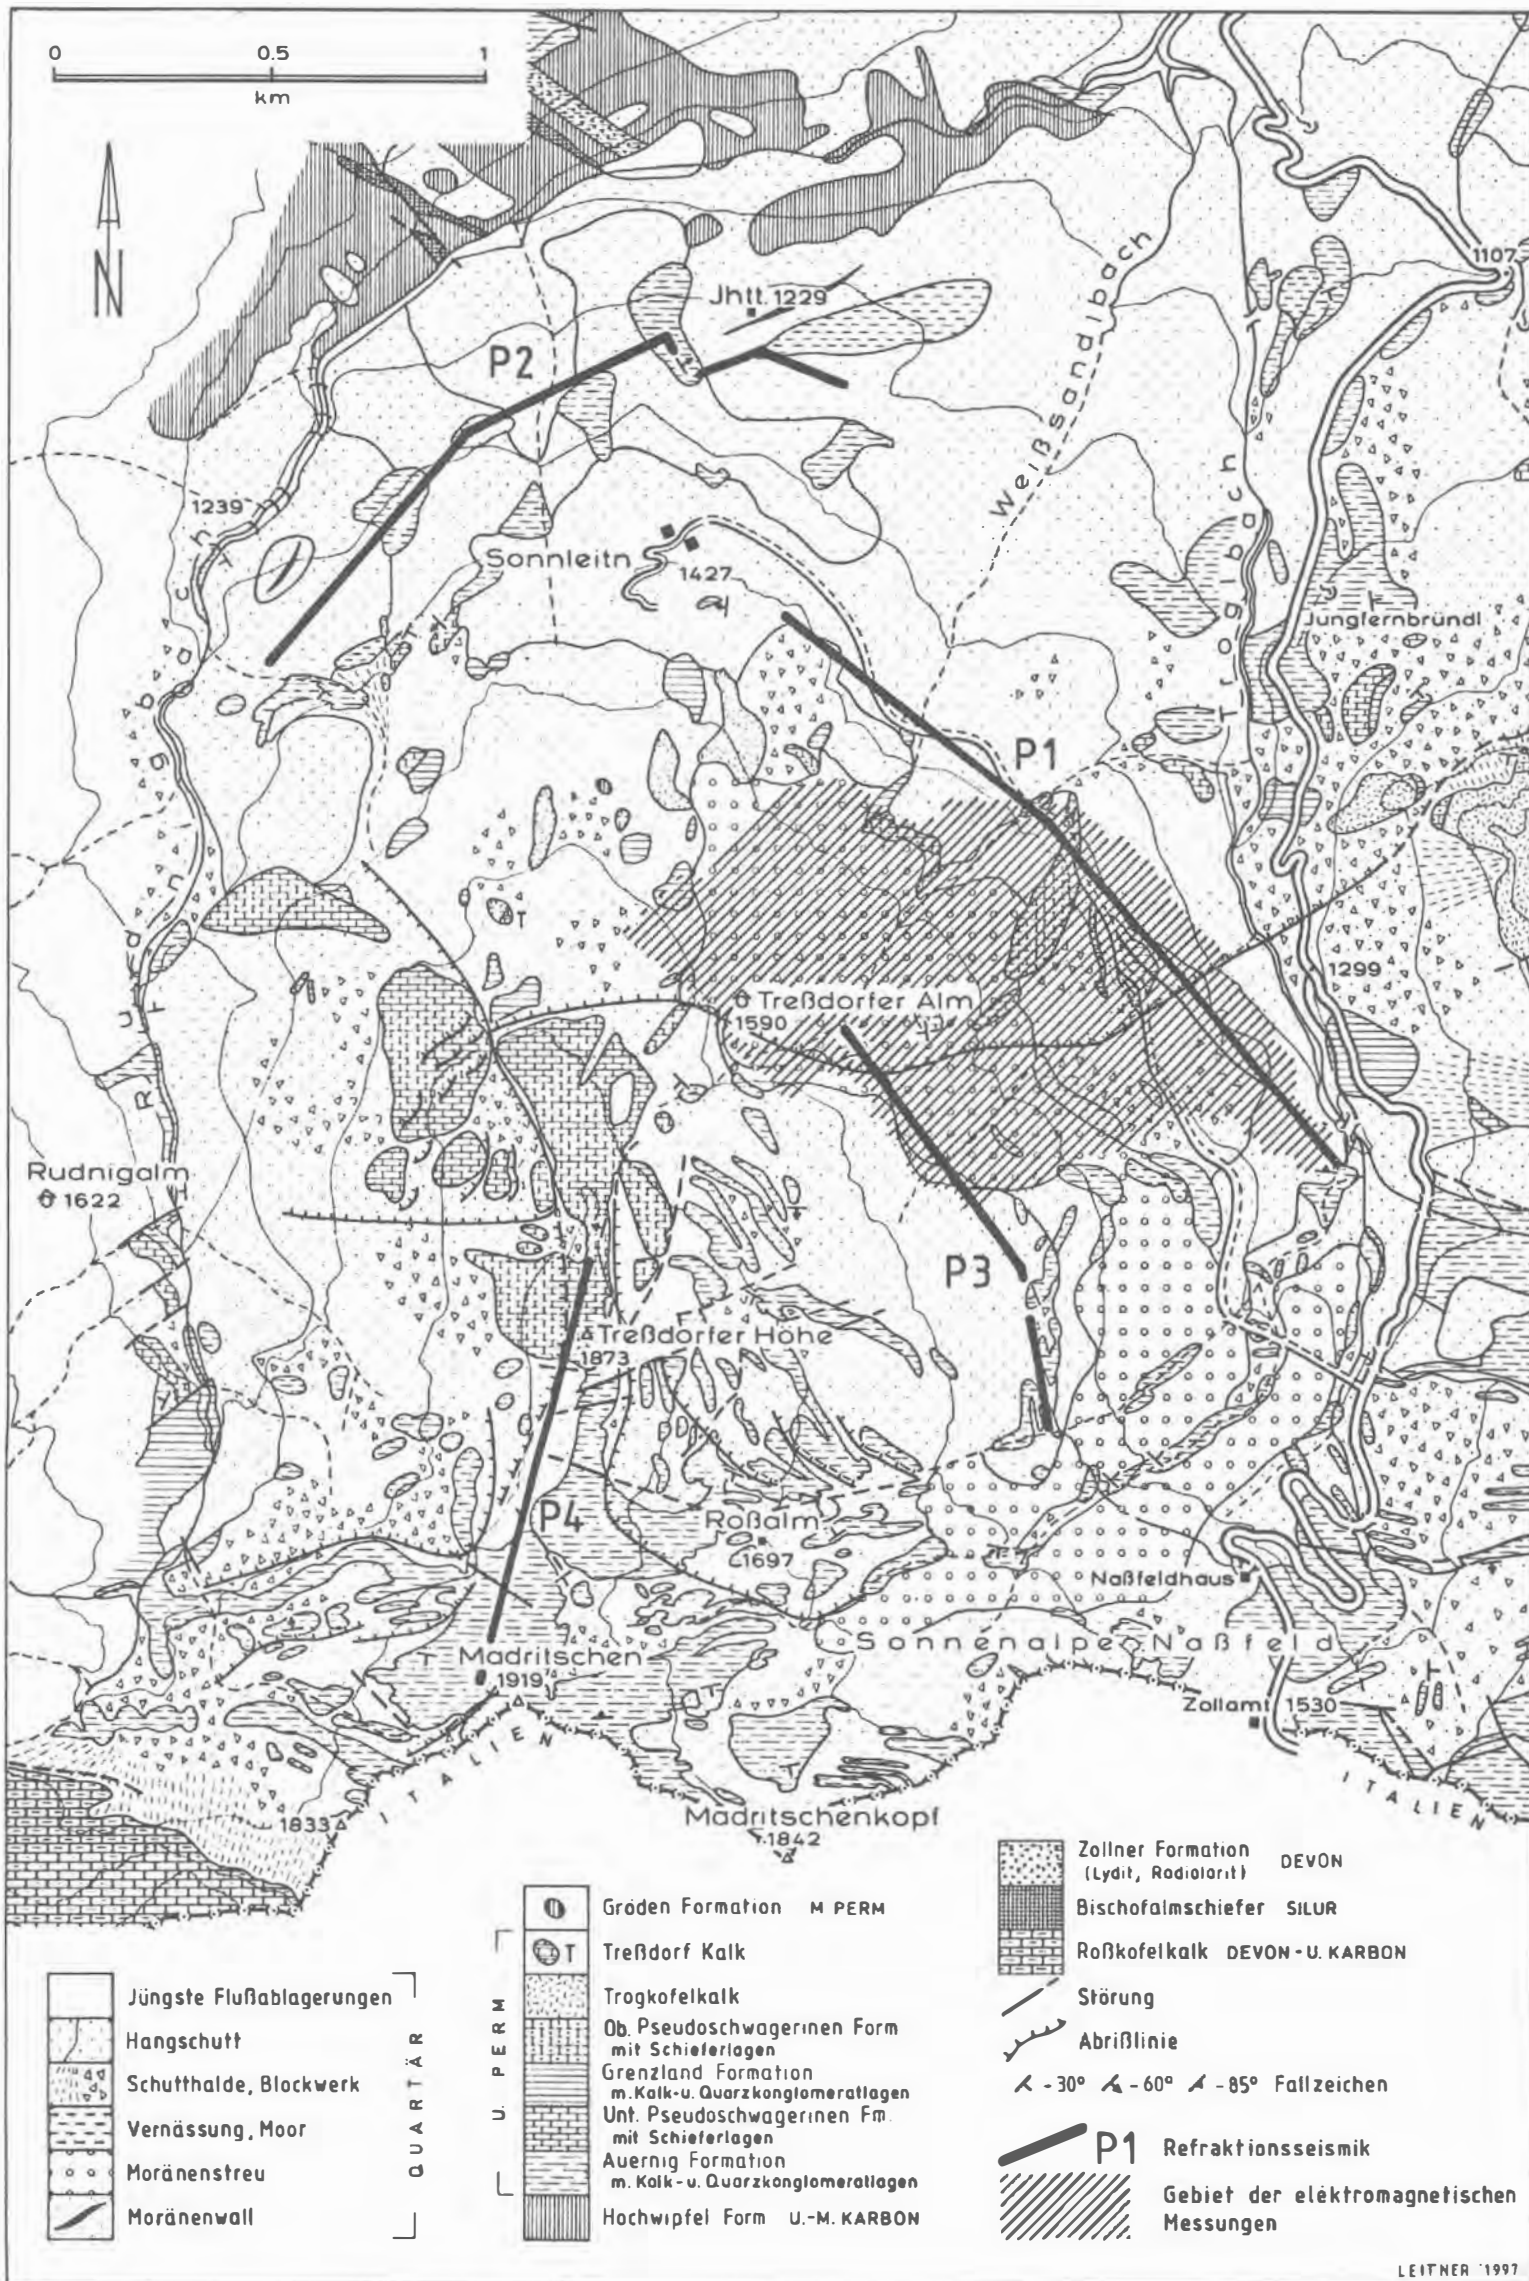 0 0.5 1
km
N
1107
Jhtt. 1229
P2
Weißsandlbach
1239
Sonnleitn
1427
Troglbach
Jungfernbründl
Rudnigbach
P1
1299
Treßdorfer Alm
1590
Rudnigalm
1622
P3
Treßdorfer Höhe
1873
P4
Roßalm
1697
Naßfeldhaus
Sonnenalpe Naßfeld
Madritschen
1919
Zollamt 1530
ITALIEN
ITALIEN
1833
Madritschenkopf
1842
Jüngste Flußablagerungen
Hangschutt
Schutthalde, Blockwerk
Vernässung, Moor
Moränenstreu
Moränenwall
QUARTÄR
Gröden Formation M PERM
T Treßdorf Kalk
Trogkofelkalk
Ob. Pseudoschwagerinen Form
mit Schieferlagen
Grenzland Formation
m. Kalk-u. Quarzkonglomeratlagen
Unt. Pseudoschwagerinen Fm.
mit Schieferlagen
Auernig Formation
m. Kalk-u. Quarzkonglomeratlagen
Hochwipfel Form U.-M. KARBON
U. PERM
Zollner Formation DEVON
(Lydit, Radiolarit)
Bischofalmschiefer SILUR
Roßkofelkalk DEVON-U. KARBON
Störung
Abrißlinie
-30° -60° -85° Fallzeichen
P1 Refraktionsseismik
Gebiet der elektromagnetischen
Messungen
LEITNER 1997